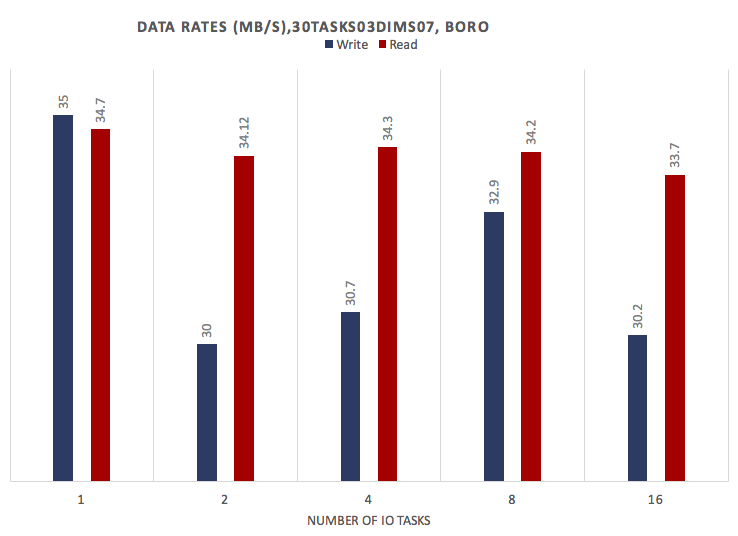 DATA RATES (MB/S),30TASKS03DIMS07, BORO
Write Read
35
34.7
30
34.12
30.7
34.3
32.9
34.2
30.2
33.7
1 2 4 8 16
NUMBER OF IO TASKS